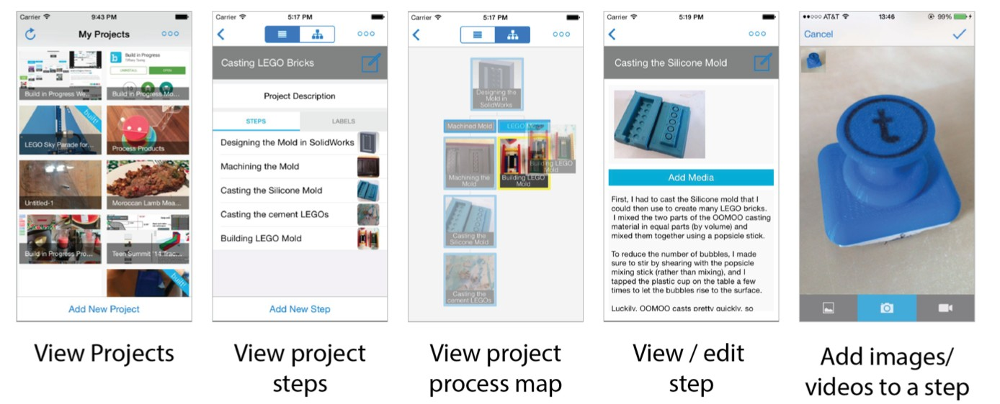 Carrier 9:43 PM
My Projects
Build in Progress
Tiffany Tseng
UNINSTALL OPEN
Build in Progress We...
Build in Progress Mo...
built!
LEGO Sky Parade for...
Process Products
Untitled-1
Moroccan Lamb Mea...
Build in Progress Pro...
Teen Summit '14 Trac...
built!
Add New Project
View Projects
Carrier 5:17 PM
Casting LEGO Bricks
Project Description
STEPS LABELS
Designing the Mold in SolidWorks
Machining the Mold
Casting the Silicone Mold
Casting the cement LEGOs
Building LEGO Mold
Add New Step
View project
steps
Carrier 5:17 PM
Designing the
Mold in
SolidWorks
Machined Mold
LEGO Mold
Machining the
Mold
Building LEGO
Mold
Building LEGO
Mold
Casting the
Silicone Mold
Casting the
cement LEGOs
View project
process map
Carrier 5:19 PM
Casting the Silicone Mold
Add Media
First, I had to cast the Silicone mold that I
could then use to create many LEGO bricks.
I mixed the two parts of the OOMOO casting
material in equal parts (by volume) and
mixed them together using a popsicle stick.
To reduce the number of bubbles, I made
sure to stir by shearing with the popsicle
mixing stick (rather than mixing), and I
tapped the plastic cup on the table a few
times to let the bubbles rise to the surface.
Luckily, OOMOO casts pretty quickly, so
View / edit
step
AT&T 13:46 99%
Cancel
t
Add images/
videos to a step